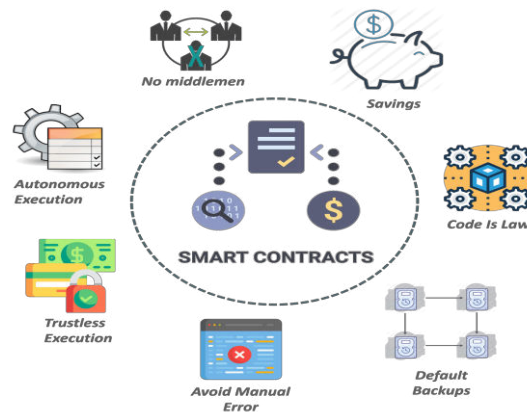 No middlemen
Savings
Autonomous
Execution
SMART CONTRACTS
Code Is Law
Trustless
Execution
Avoid Manual
Error
Default
Backups